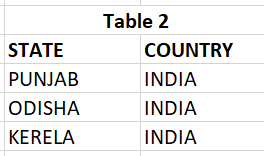 Table 2
STATE COUNTRY
PUNJAB INDIA
ODISHA INDIA
KERELA INDIA